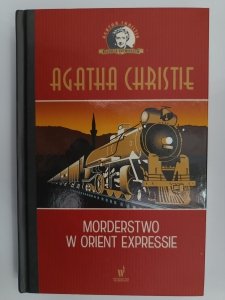 AGATHA CHRISTIE
MORDERSTWO
W ORIENT EXPRESSIE